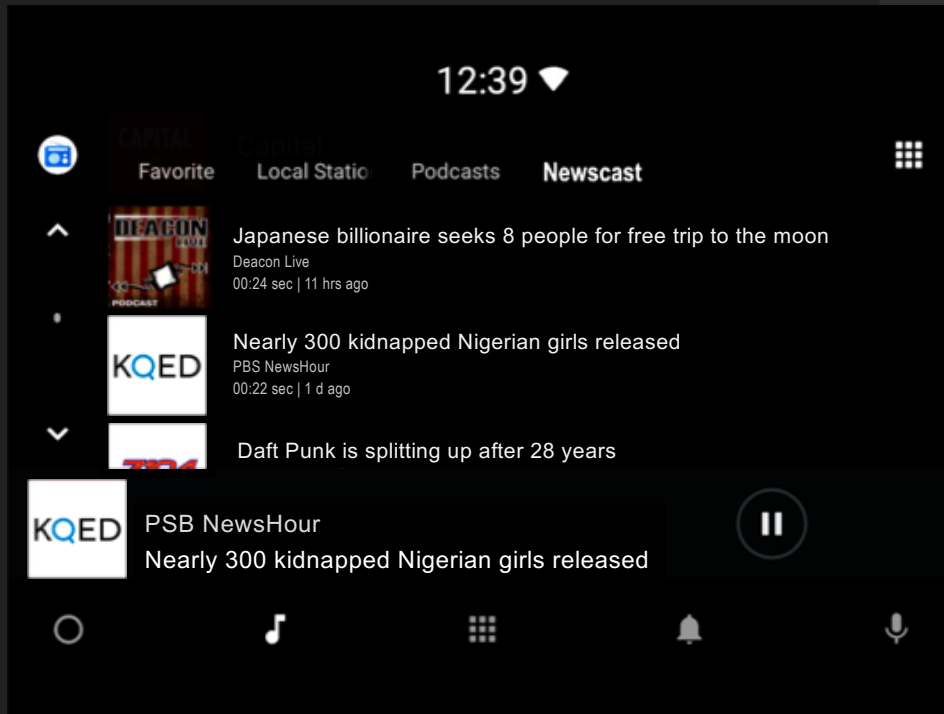 12:39
CAPITAL
Capital
Favorite Local Statio Podcasts Newscast
DEACON
LIVE
PODCAST
Japanese billionaire seeks 8 people for free trip to the moon
Deacon Live
00:24 sec | 11 hrs ago
KQED
Nearly 300 kidnapped Nigerian girls released
PBS NewsHour
00:22 sec | 1 d ago
Daft Punk is splitting up after 28 years
KQED
PSB NewsHour
Nearly 300 kidnapped Nigerian girls released